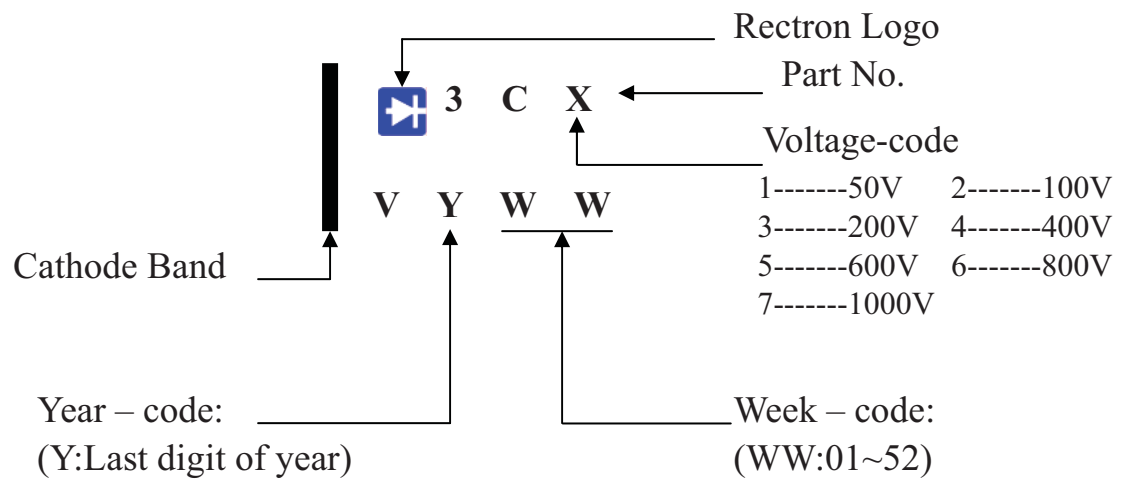 Rectron Logo
3 C X
Part No.
Voltage-code
1-------50V 2-------100V
3-------200V 4-------400V
5-------600V 6-------800V
7-------1000V
V Y W W
Cathode Band
Year – code:
(Y:Last digit of year)
Week – code:
(WW:01~52)